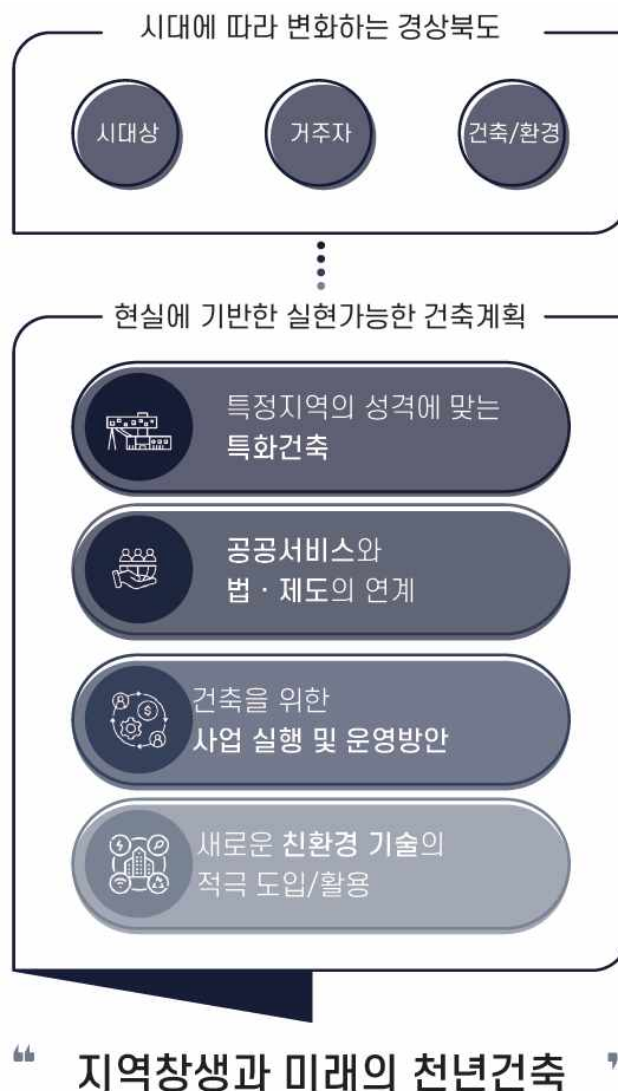 시대에 따라 변화하는 경상북도
시대상
거주자
건축/환경
현실에 기반한 실현가능한 건축계획
특정지역의 성격에 맞는
특화건축
공공서비스와
법 · 제도의 연계
건축을 위한
사업 실행 및 운영방안
새로운 친환경 기술의
적극 도입/활용
“ 지역창생과 미래의 천년건축 ”